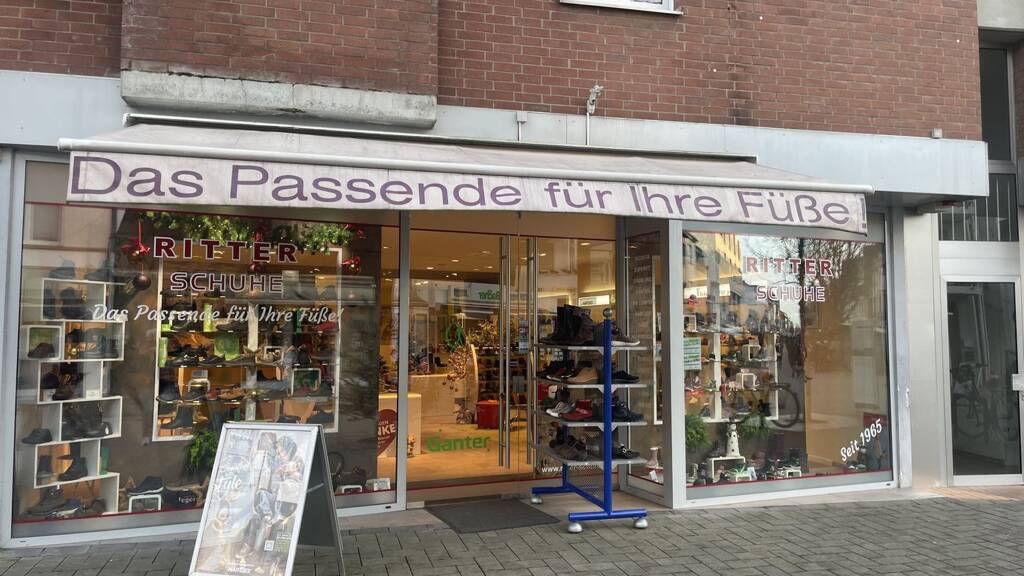 Das Passende für Ihre Füße!
RITTER
SCHUHE
Das Passende für Ihre Füße!
Ganter
RITTER
SCHUHE
Seit 1965